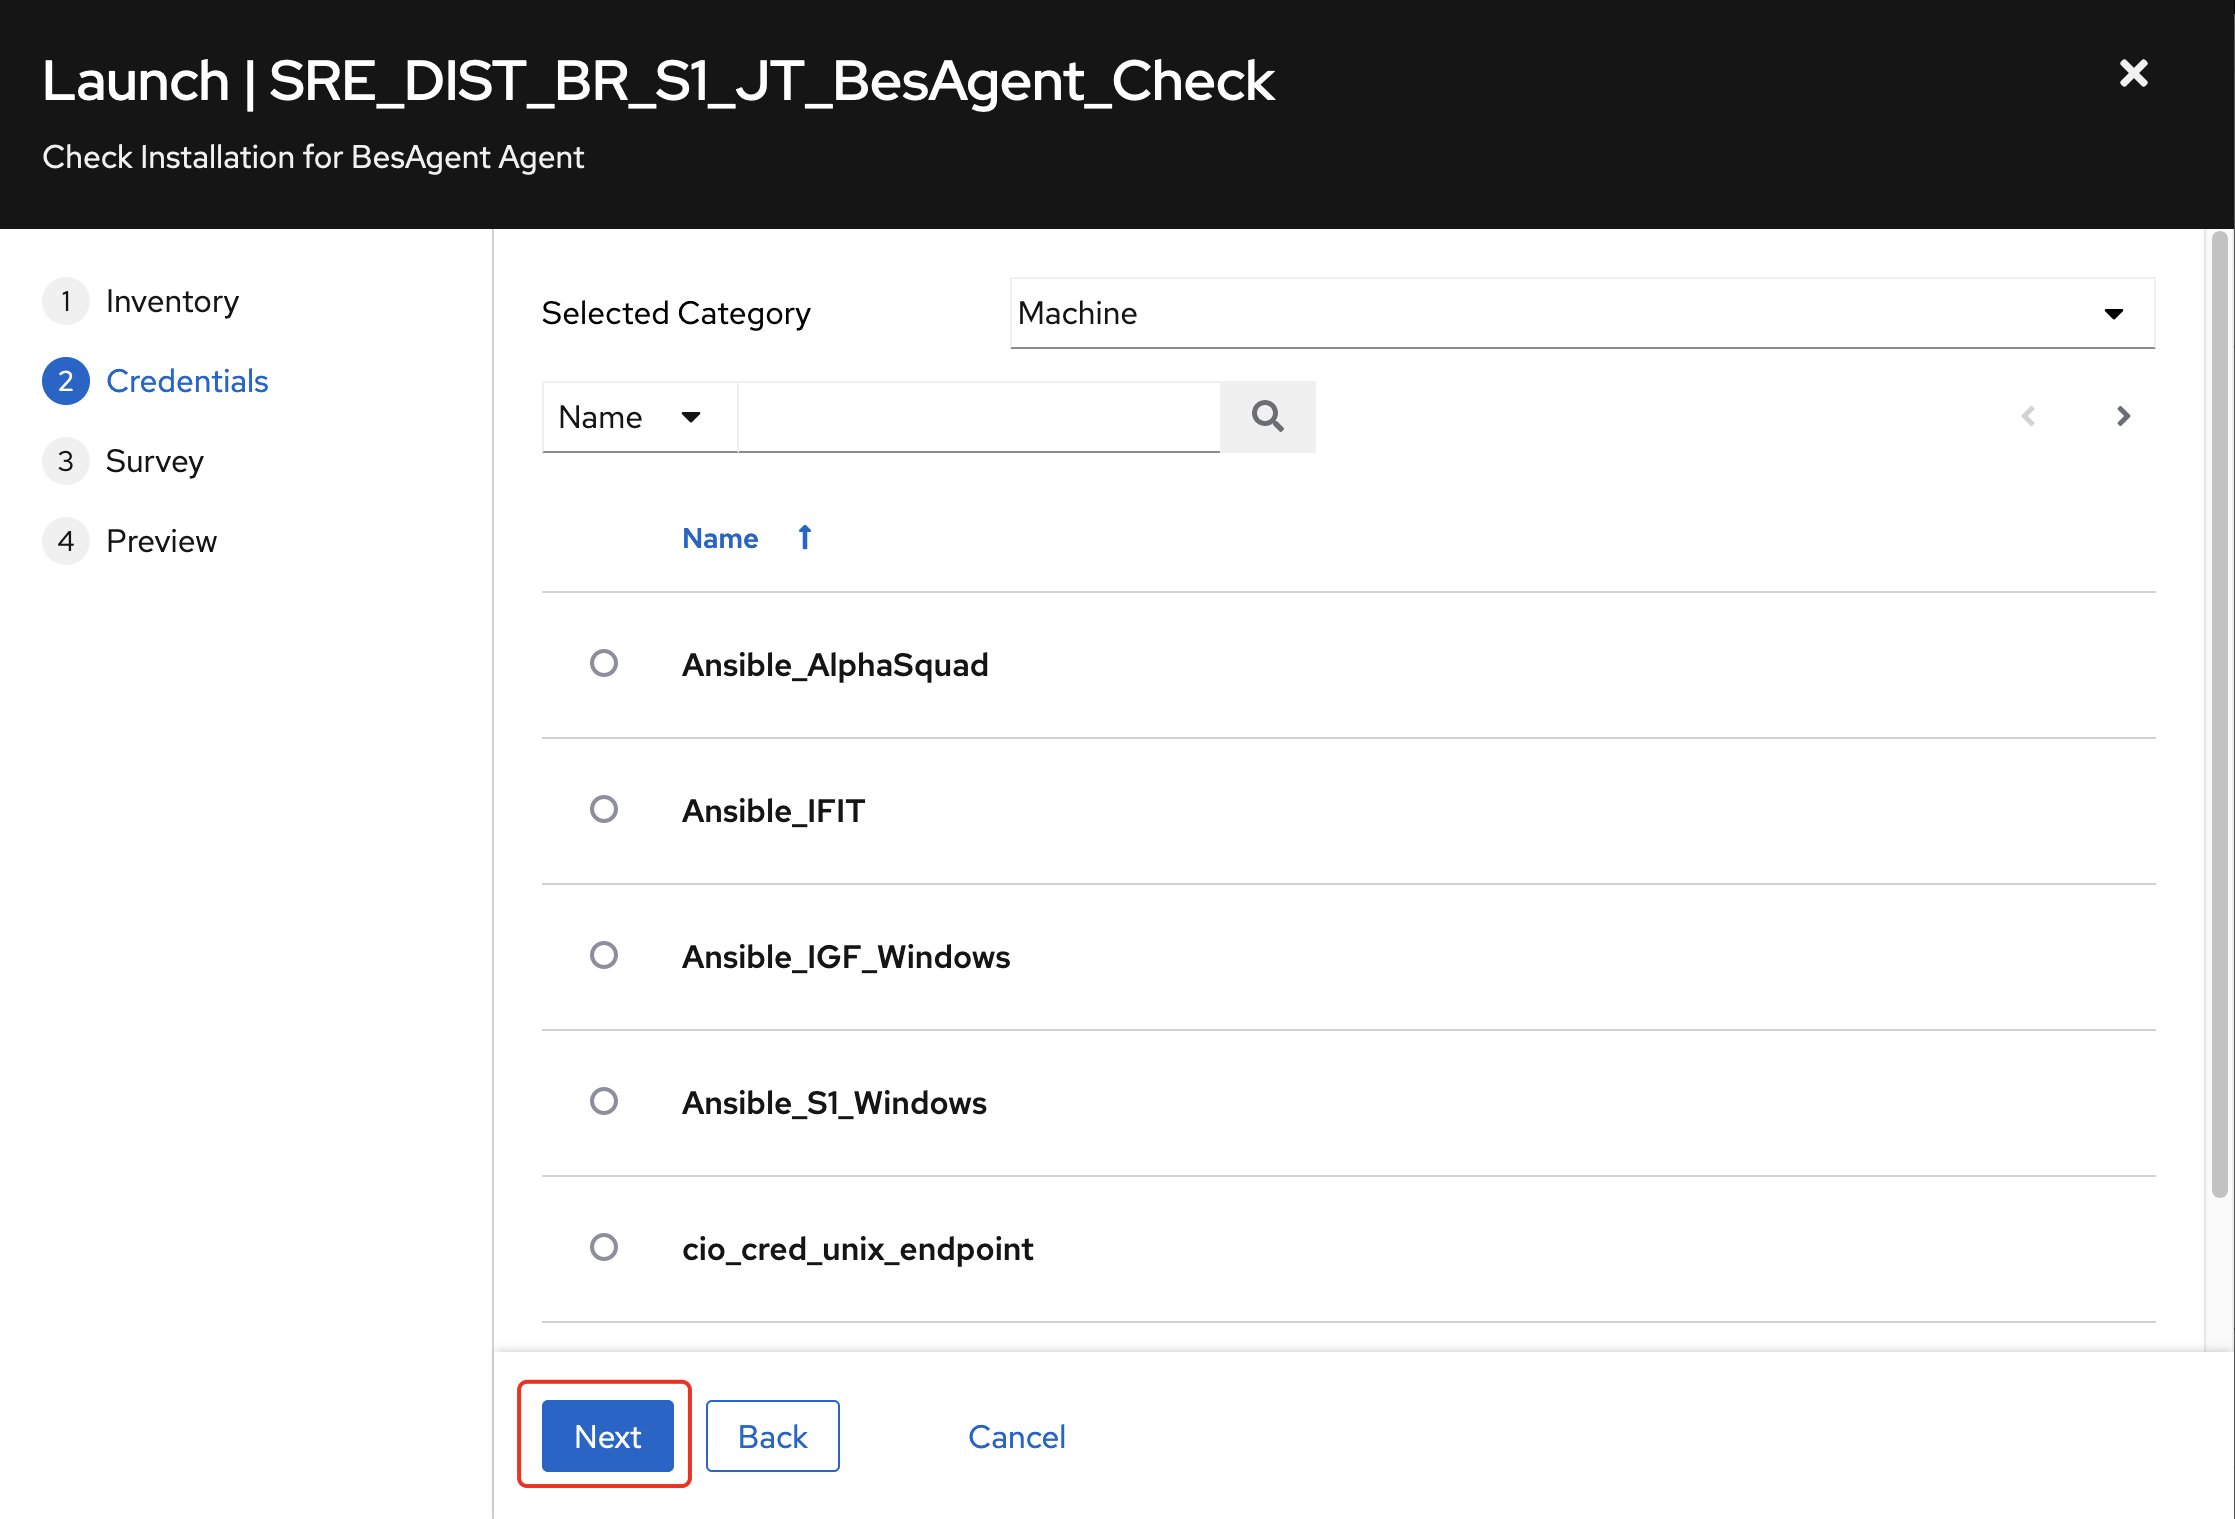 Launch | SRE_DIST_BR_S1_JT_BesAgent_Check
Check Installation for BesAgent Agent
1 Inventory
2 Credentials
3 Survey
4 Preview
Selected Category Machine
Name
Name
Ansible_AlphaSquad
Ansible_IFIT
Ansible_IGF_Windows
Ansible_S1_Windows
cio_cred_unix_endpoint
Next Back Cancel